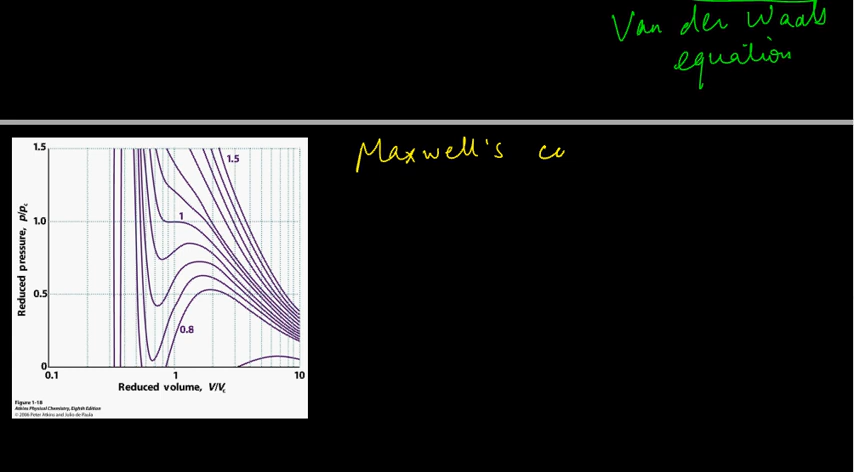 Van der Waals
equation
Maxwell's co
1.5
1.5
1.0
1
0.5
0.8
0
0.1
1
10
Reduced pressure, p/pc
Reduced volume, V/Vc
Figure 1-18
Atkins Physical Chemistry, Eighth Edition
© 2006 Peter Atkins and Julio de Paula